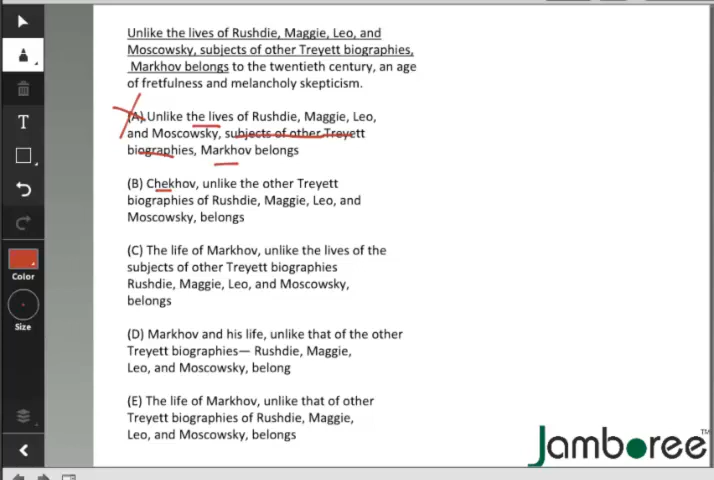 Unlike the lives of Rushdie, Maggie, Leo, and
Moscowsky, subjects of other Treyett biographies,
Markhov belongs to the twentieth century, an age
of fretfulness and melancholy skepticism.
(A) Unlike the lives of Rushdie, Maggie, Leo,
and Moscowsky, subjects of other Treyett
biographies, Markhov belongs
(B) Chekhov, unlike the other Treyett
biographies of Rushdie, Maggie, Leo, and
Moscowsky, belongs
(C) The life of Markhov, unlike the lives of the
subjects of other Treyett biographies
Rushdie, Maggie, Leo, and Moscowsky,
belongs
(D) Markhov and his life, unlike that of the other
Treyett biographies— Rushdie, Maggie,
Leo, and Moscowsky, belong
(E) The life of Markhov, unlike that of other
Treyett biographies of Rushdie, Maggie,
Leo, and Moscowsky, belongs
T
Color
Size
Jamboree™